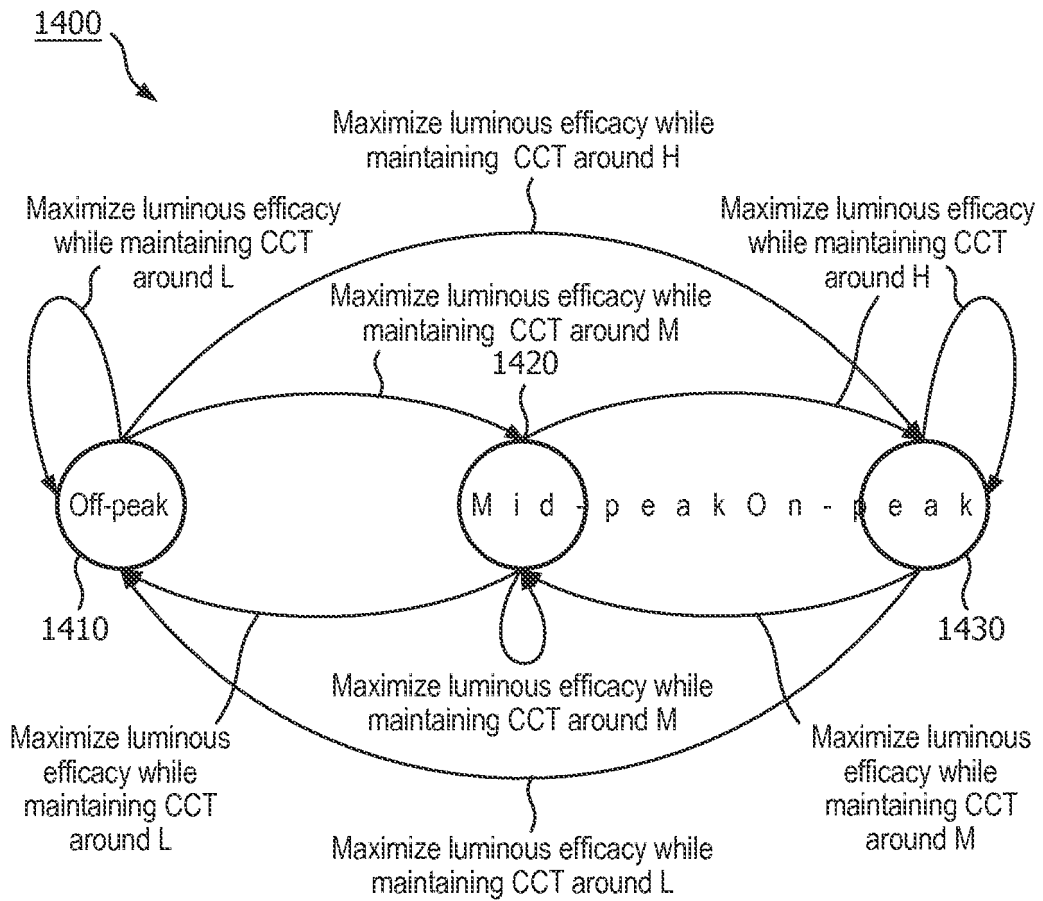 1400
Maximize luminous efficacy while
maintaining CCT around H
Maximize luminous efficacy
while maintaining CCT
around L
Maximize luminous efficacy
while maintaining CCT
around H
Maximize luminous efficacy while
maintaining CCT around M
1420
Off-peak
Mid-peakOn-peak
1410
1430
Maximize luminous efficacy while
maintaining CCT around M
Maximize luminous
efficacy while
maintaining CCT
around L
Maximize luminous
efficacy while
maintaining CCT
around M
Maximize luminous efficacy while
maintaining CCT around L